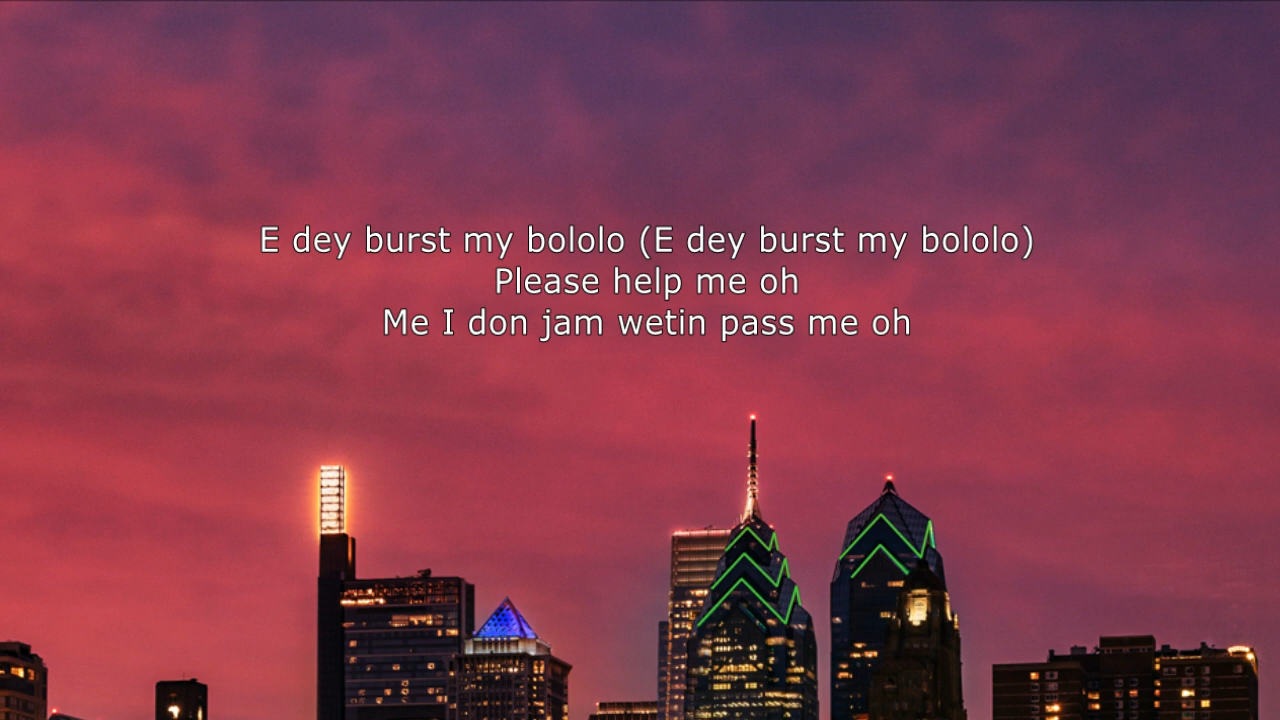 E dey burst my bololo (E dey burst my bololo)
Please help me oh
Me I don jam wetin pass me oh